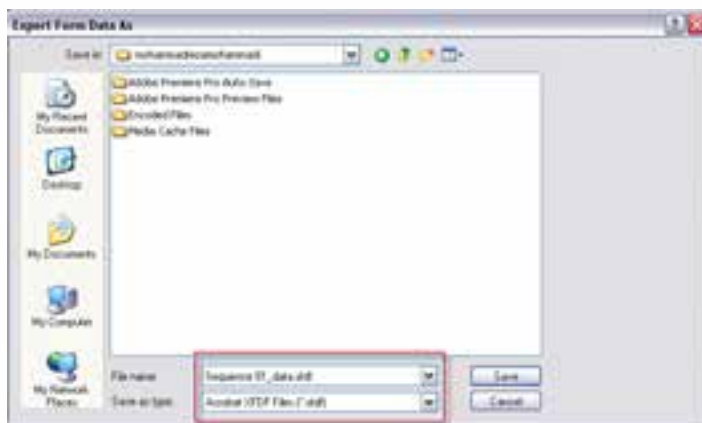 Export Form Data As
Save in:
Adobe Premiere Pro Auto-Save
Adobe Premiere Pro Preview Files
Encoded Files
Media Cache Files
My Recent
Documents
Desktop
My Documents
My Computer
My Network
Places
File name:
Sequence 01_data.xfdf
Save
Save as type:
Acrobat XFDF Files (*.xfdf)
Cancel